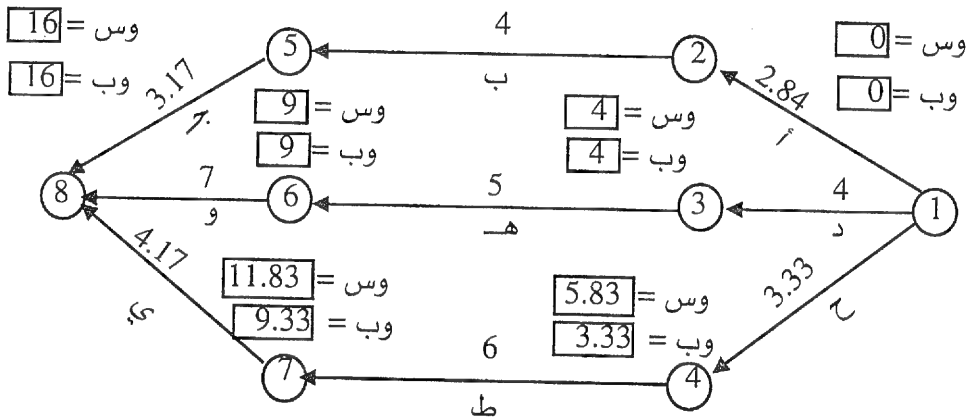 وس = 0
وب = 0
1
2.84
أ
2
4
ب
5
3.17
ج
وس = 16
وب = 16
4
د
3
وس = 4
وب = 4
5
هـ
6
وس = 9
وب = 9
7
و
8
3.33
ح
4
وس = 5.83
وب = 3.33
6
ط
7
وس = 11.83
وب = 9.33
4.17
ي